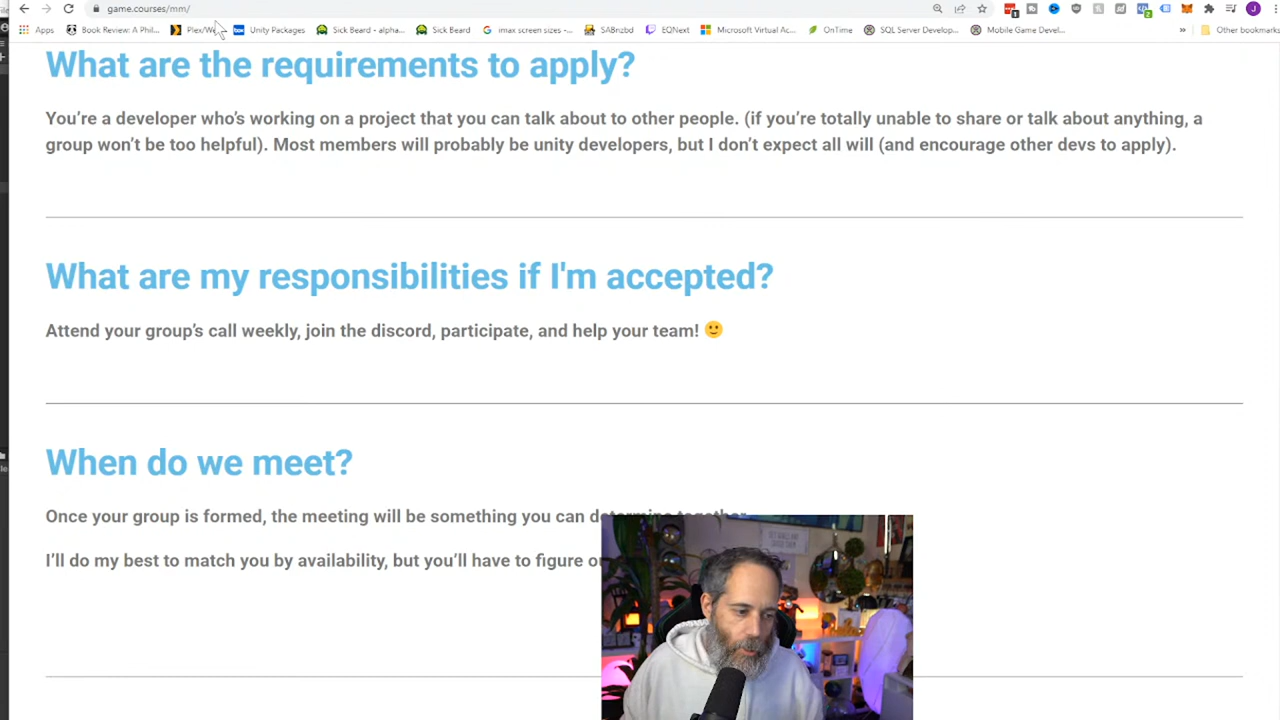 game.courses/mm/
Apps Book Review: A Phil... Plex/We... Unity Packages Sick Beard - alpha... Sick Beard imax screen sizes -... SABnzbd EQNext Microsoft Virtual Ac... OnTime SQL Server Develop... Mobile Game Devel... » Other bookmarks
What are the requirements to apply?
You're a developer who's working on a project that you can talk about to other people. (if you're totally unable to share or talk about anything, a
group won't be too helpful). Most members will probably be unity developers, but I don't expect all will (and encourage other devs to apply).
What are my responsibilities if I'm accepted?
Attend your group's call weekly, join the discord, participate, and help your team! 🙂
When do we meet?
Once your group is formed, the meeting will be something you can determine together
I'll do my best to match you by availability, but you'll have to figure